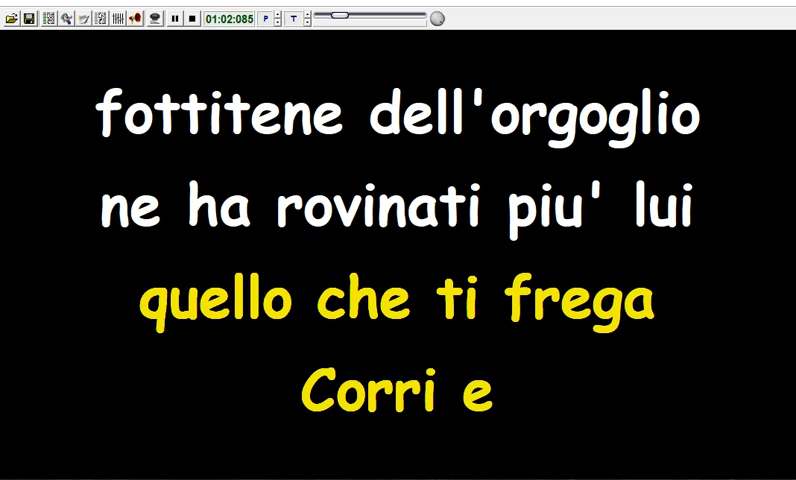 01:02:085 P T
fottitene dell'orgoglio
ne ha rovinati piu' lui
quello che ti frega
Corri e